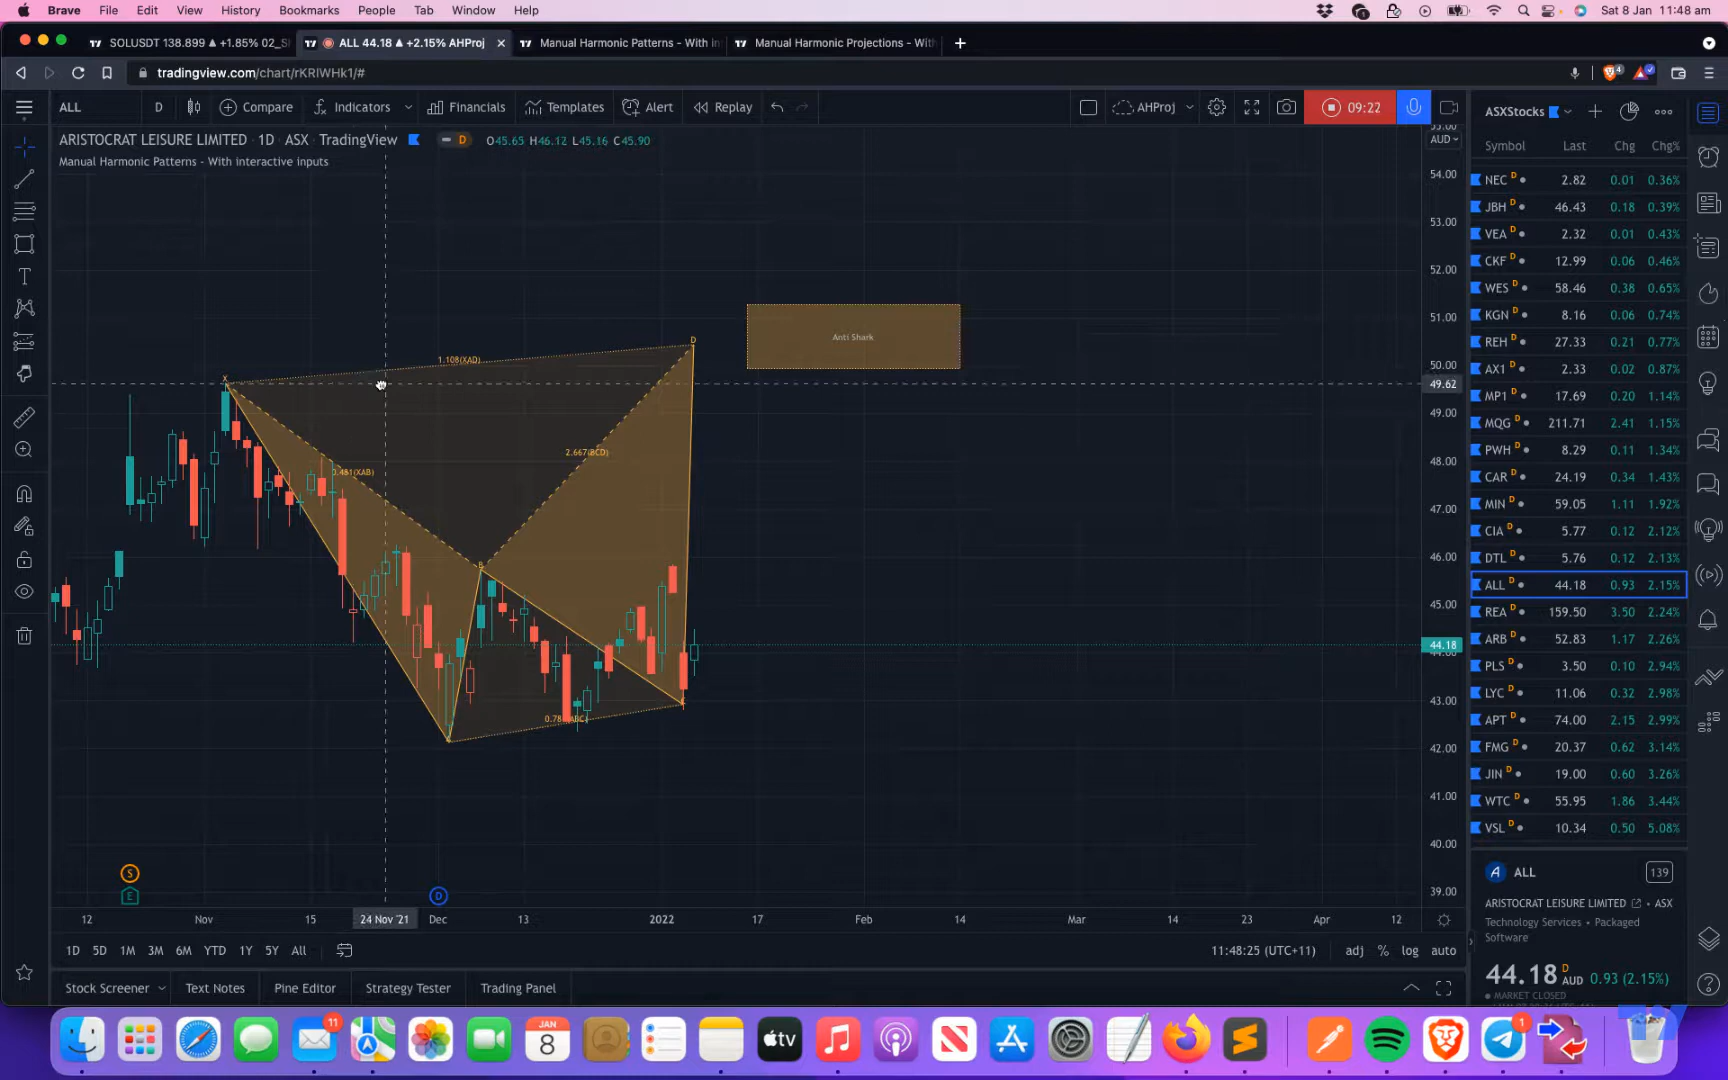 Brave File Edit View History Bookmarks People Tab Window Help
Sat 8 Jan 11:48 am
SOLUSDT 138.899 ▲ +1.85% 02_S
ALL 44.18 ▲ +2.15% AHProj
Manual Harmonic Patterns - With in
Manual Harmonic Projections - With
tradingview.com/chart/rKRIWHk1/#
4
ALL D Compare Indicators Financials Templates Alert Replay AHProj 09:22
ARISTOCRAT LEISURE LIMITED · 1D · ASX · TradingView D O45.65 H46.12 L45.16 C45.90
Manual Harmonic Patterns - With interactive inputs
AUD
54.00
53.00
52.00
51.00
50.00
49.62
49.00
48.00
47.00
46.00
45.00
44.18
43.00
42.00
41.00
40.00
39.00
Anti Shark
X
D
B
1.108(XAD)
2.667(BCD)
S
E
D
12 Nov 15 24 Nov '21 Dec 13 2022 17 Feb 14 Mar 14 23 Apr 12
1D 5D 1M 3M 6M YTD 1Y 5Y All
11:48:25 (UTC+11) adj % log auto
Stock Screener Text Notes Pine Editor Strategy Tester Trading Panel
ASXStocks
Symbol Last Chg Chg%
NEC D 2.82 0.01 0.36%
JBH D 46.43 0.18 0.39%
VEA D 2.32 0.01 0.43%
CKF D 12.99 0.06 0.46%
WES D 58.46 0.38 0.65%
KGN D 8.16 0.06 0.74%
REH D 27.33 0.21 0.77%
AX1 D 2.33 0.02 0.87%
MP1 D 17.69 0.20 1.14%
MQG D 211.71 2.41 1.15%
PWH D 8.29 0.11 1.34%
CAR D 24.19 0.34 1.43%
MIN D 59.05 1.11 1.92%
CIA D 5.77 0.12 2.12%
DTL D 5.76 0.12 2.13%
ALL D 44.18 0.93 2.15%
REA D 159.50 3.50 2.24%
ARB D 52.83 1.17 2.26%
PLS D 3.50 0.10 2.94%
LYC D 11.06 0.32 2.98%
APT D 74.00 2.15 2.99%
FMG D 20.37 0.62 3.14%
JIN D 19.00 0.60 3.26%
WTC D 55.95 1.86 3.44%
VSL D 10.34 0.50 5.08%
ALL 139
ARISTOCRAT LEISURE LIMITED · ASX
Technology Services · Packaged
Software
44.18 D AUD 0.93 (2.15%)
MARKET CLOSED
11
JAN
8
tv
1